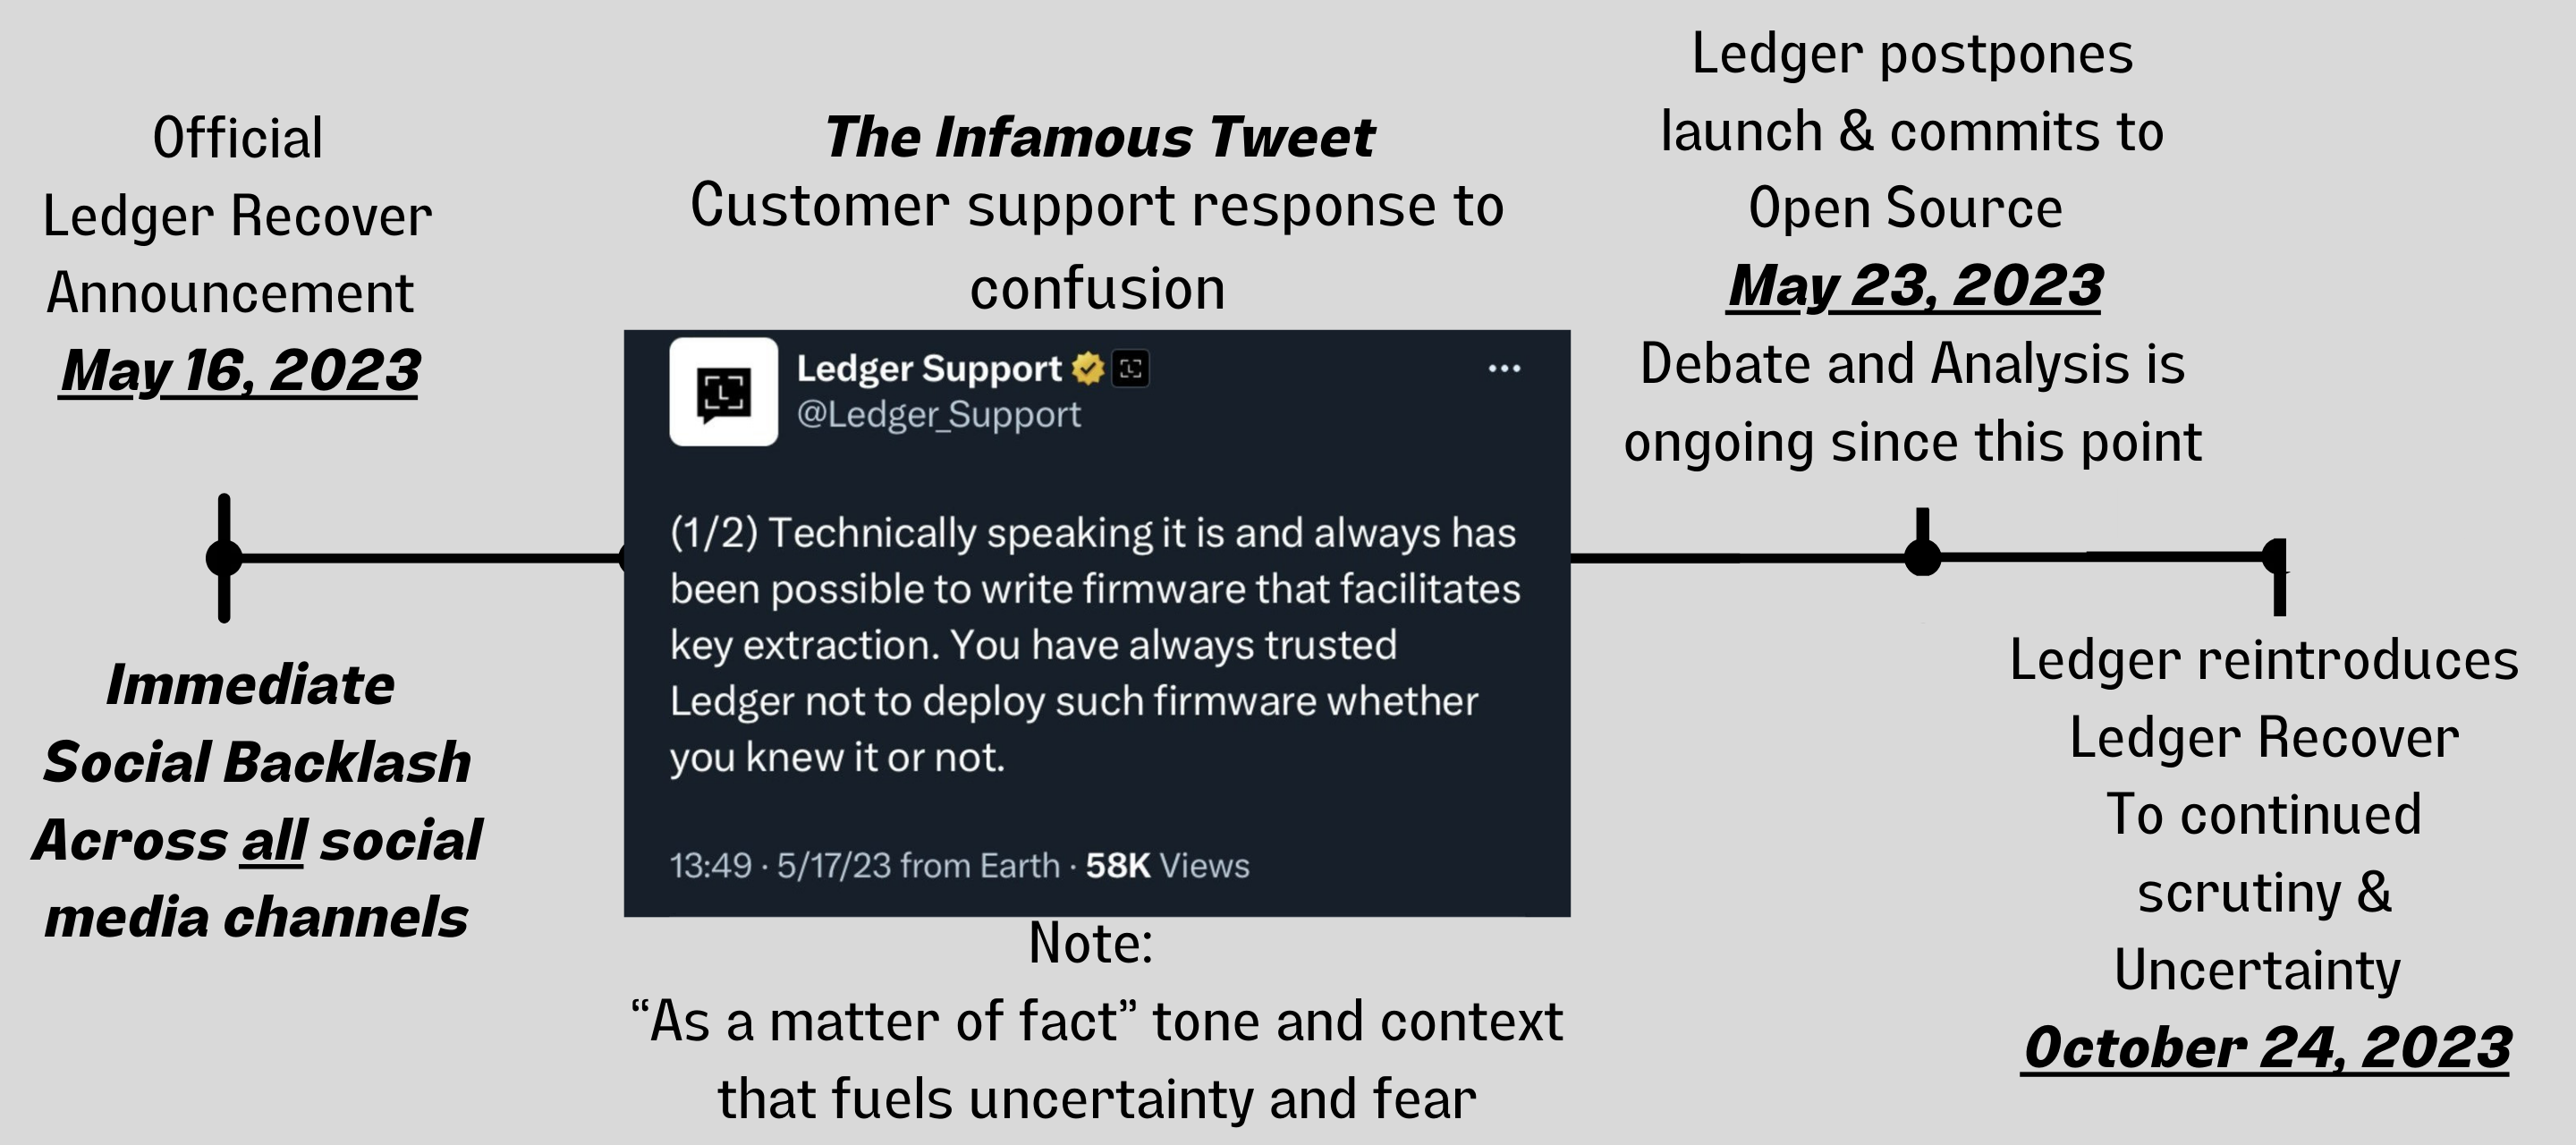 Official
Ledger Recover
Announcement
May 16, 2023
Immediate
Social Backlash
Across all social
media channels
The Infamous Tweet
Customer support response to
confusion
Ledger Support
@Ledger_Support
(1/2) Technically speaking it is and always has
been possible to write firmware that facilitates
key extraction. You have always trusted
Ledger not to deploy such firmware whether
you knew it or not.
13:49 · 5/17/23 from Earth · 58K Views
Note:
“As a matter of fact” tone and context
that fuels uncertainty and fear
Ledger postpones
launch & commits to
Open Source
May 23, 2023
Debate and Analysis is
ongoing since this point
Ledger reintroduces
Ledger Recover
To continued
scrutiny &
Uncertainty
October 24, 2023